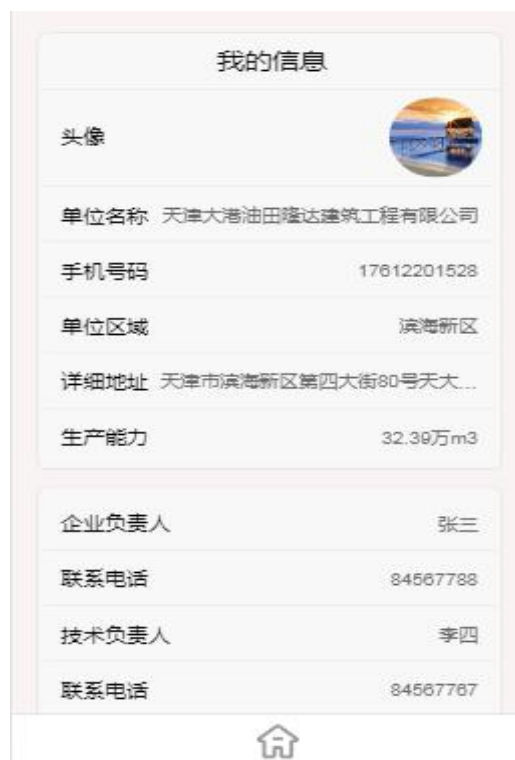 我的信息
头像
单位名称 天津大港油田隆达建筑工程有限公司
手机号码 17612201528
单位区域 滨海新区
详细地址 天津市滨海新区第四大街80号天大...
生产能力 32.39万m3
企业负责人 张三
联系电话 84567788
技术负责人 李四
联系电话 84567767